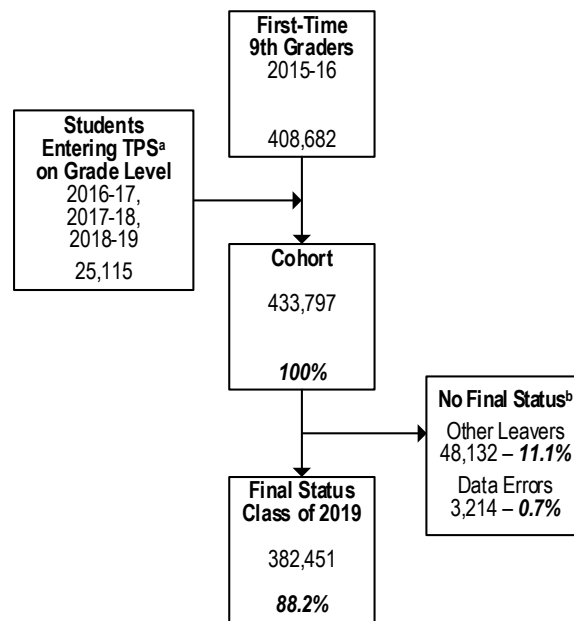 First-Time
9th Graders
2015-16
408,682
Students
Entering TPSᵃ
on Grade Level
2016-17,
2017-18,
2018-19
25,115
Cohort
433,797
100%
No Final Statusᵇ
Other Leavers
48,132 – 11.1%
Data Errors
3,214 – 0.7%
Final Status
Class of 2019
382,451
88.2%